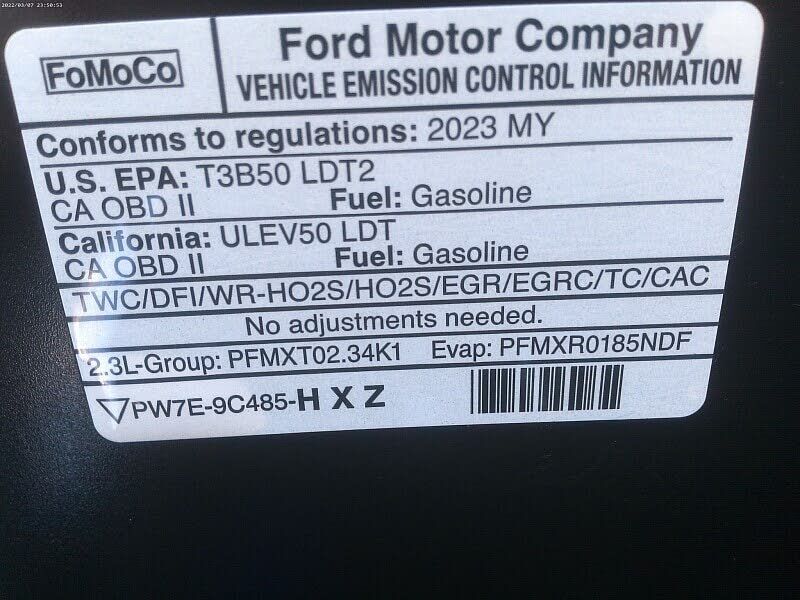 2022/03/07 23:50:53
FoMoCo
Ford Motor Company
VEHICLE EMISSION CONTROL INFORMATION
Conforms to regulations: 2023 MY
U.S. EPA: T3B50 LDT2
CA OBD II Fuel: Gasoline
California: ULEV50 LDT
CA OBD II Fuel: Gasoline
TWC/DFI/WR-HO2S/HO2S/EGR/EGRC/TC/CAC
No adjustments needed.
2.3L-Group: PFMXT02.34K1 Evap: PFMXR0185NDF
PW7E-9C485-H X Z